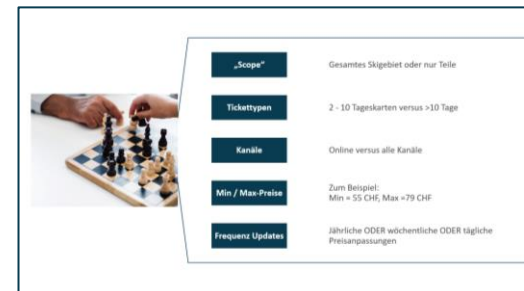 „Scope“
Gesamtes Skigebiet oder nur Teile
Tickettypen
2 - 10 Tageskarten versus >10 Tage
Kanäle
Online versus alle Kanäle
Min / Max-Preise
Zum Beispiel:
Min = 55 CHF, Max =79 CHF
Frequenz Updates
Jährliche ODER wöchentliche ODER tägliche
Preisanpassungen